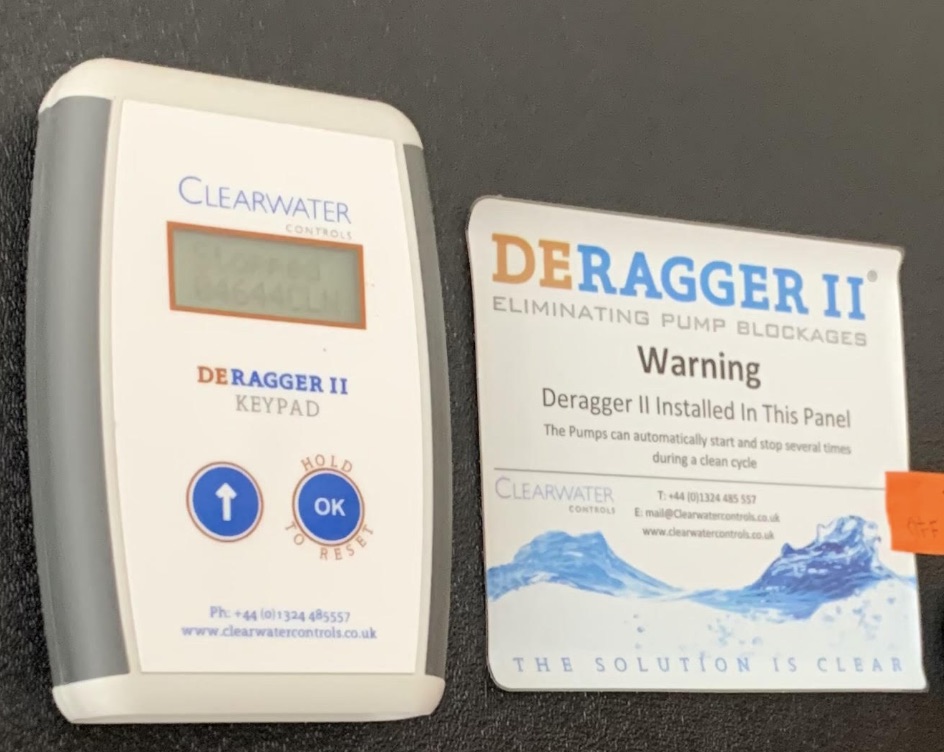 CLEARWATER
CONTROLS
Stopped
04644CLN
DERAGGER II
KEYPAD
HOLD
OK
TO RESET
Ph: +44 (0)1324 485557
www.clearwatercontrols.co.uk
DERAGGER II®
ELIMINATING PUMP BLOCKAGES
Warning
Deragger II Installed In This Panel
The Pumps can automatically start and stop several times
during a clean cycle
CLEARWATER
CONTROLS
T: +44 (0)1324 485 557
E: mail@Clearwatercontrols.co.uk
www.clearwatercontrols.co.uk
THE SOLUTION IS CLEAR